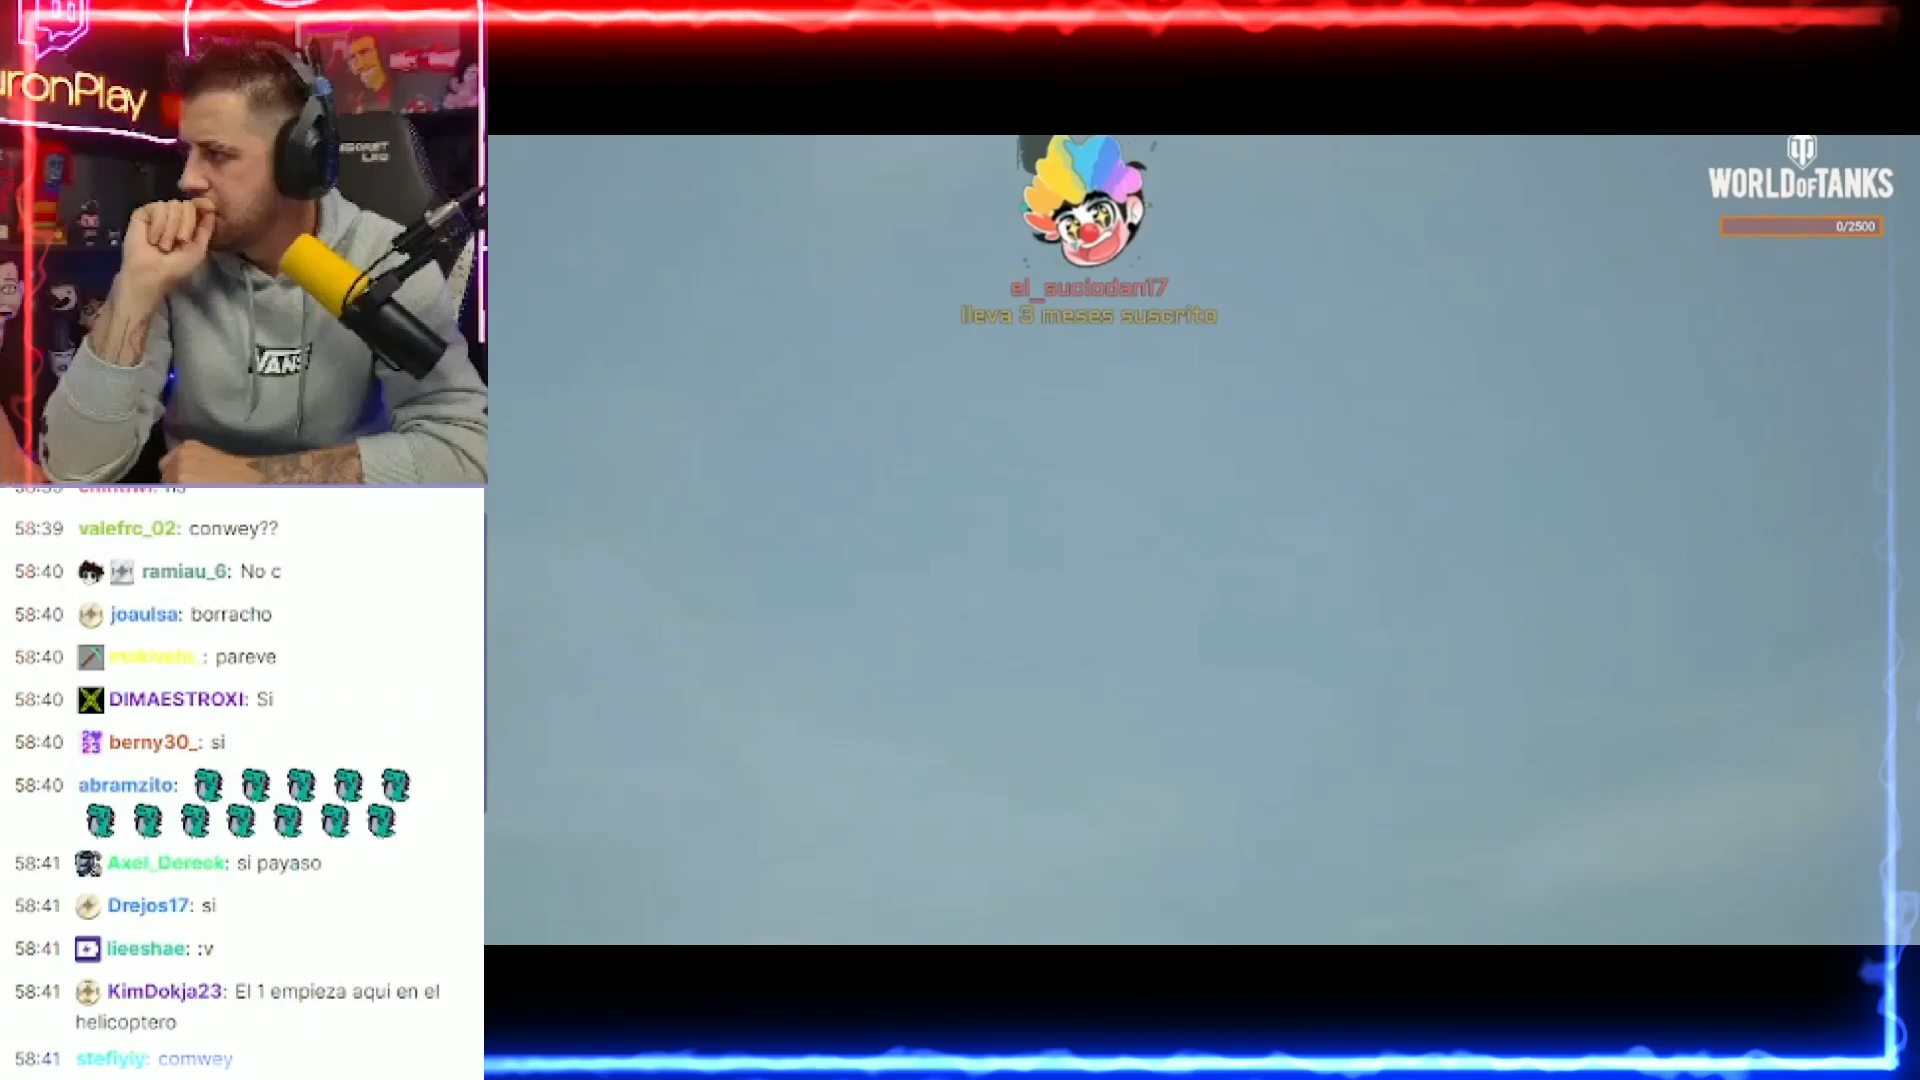 ronPlay
VANS
WORLD OF TANKS
0/2500
el_suciodan17
lleva 3 meses suscrito
58:39 valefrc_02: conwey??
58:40 ramiau_6: No c
58:40 joaulsa: borracho
58:40 : pareve
58:40 DIMAESTROXI: Si
58:40 berny30_: si
58:40 abramzito:
58:41 Axel_Dereck: si payaso
58:41 Drejos17: si
58:41 lieeshae: :v
58:41 KimDokja23: El 1 empieza aqui en el
helicoptero
58:41 stefiyiy: comwey